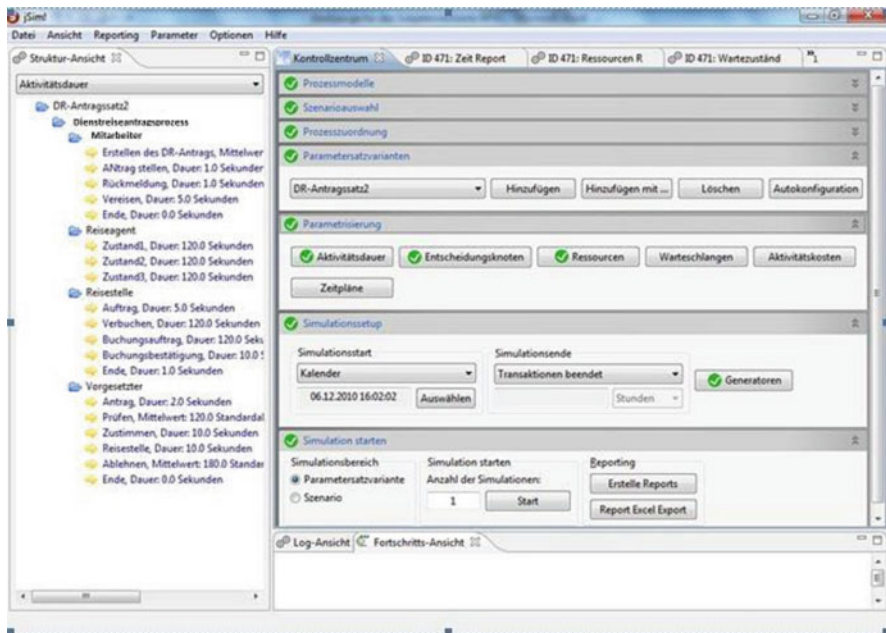 jSim!
Datei Ansicht Reporting Parameter Optionen Hilfe
Struktur-Ansicht
Aktivitätsdauer
DR-Antragssatz2
Dienstreiseantragsprozess
Mitarbeiter
Erstellen des DR-Antrags, Mittelwer
ANtrag stellen, Dauer: 1.0 Sekunder
Rückmeldung, Dauer: 1.0 Sekunden
Vereisen, Dauer: 5.0 Sekunden
Ende, Dauer: 0.0 Sekunden
Reiseagent
Zustand1, Dauer: 120.0 Sekunden
Zustand2, Dauer: 120.0 Sekunden
Zustand3, Dauer: 120.0 Sekunden
Reisestelle
Auftrag, Dauer: 5.0 Sekunden
Verbuchen, Dauer: 120.0 Sekunden
Buchungsauftrag, Dauer: 120.0 Seku
Buchungsbestätigung, Dauer: 10.0 S
Ende, Dauer: 1.0 Sekunden
Vorgesetzter
Antrag, Dauer: 2.0 Sekunden
Prüfen, Mittelwert: 120.0 Standardal
Zustimmen, Dauer: 10.0 Sekunden
Reisestelle, Dauer: 10.0 Sekunden
Ablehnen, Mittelwert: 180.0 Standar
Ende, Dauer: 0.0 Sekunden
Kontrollzentrum ID 471: Zeit Report ID 471: Ressourcen R ID 471: Wartezuständ »1
Prozessmodelle
Szenarioauswahl
Prozesszuordnung
Parametersatzvarianten
DR-Antragssatz2 Hinzufügen Hinzufügen mit ... Löschen Autokonfiguration
Parametrisierung
Aktivitätsdauer Entscheidungsknoten Ressourcen Warteschlangen Aktivitätskosten
Zeitpläne
Simulationssetup
Simulationsstart Simulationsende
Kalender Transaktionen beendet Generatoren
06.12.2010 16:02:02 Auswählen Stunden
Simulation starten
Simulationsbereich Simulation starten Reporting
Parametersatzvariante Anzahl der Simulationen: Erstelle Reports
Szenario 1 Start Report Excel Export
Log-Ansicht Fortschritts-Ansicht